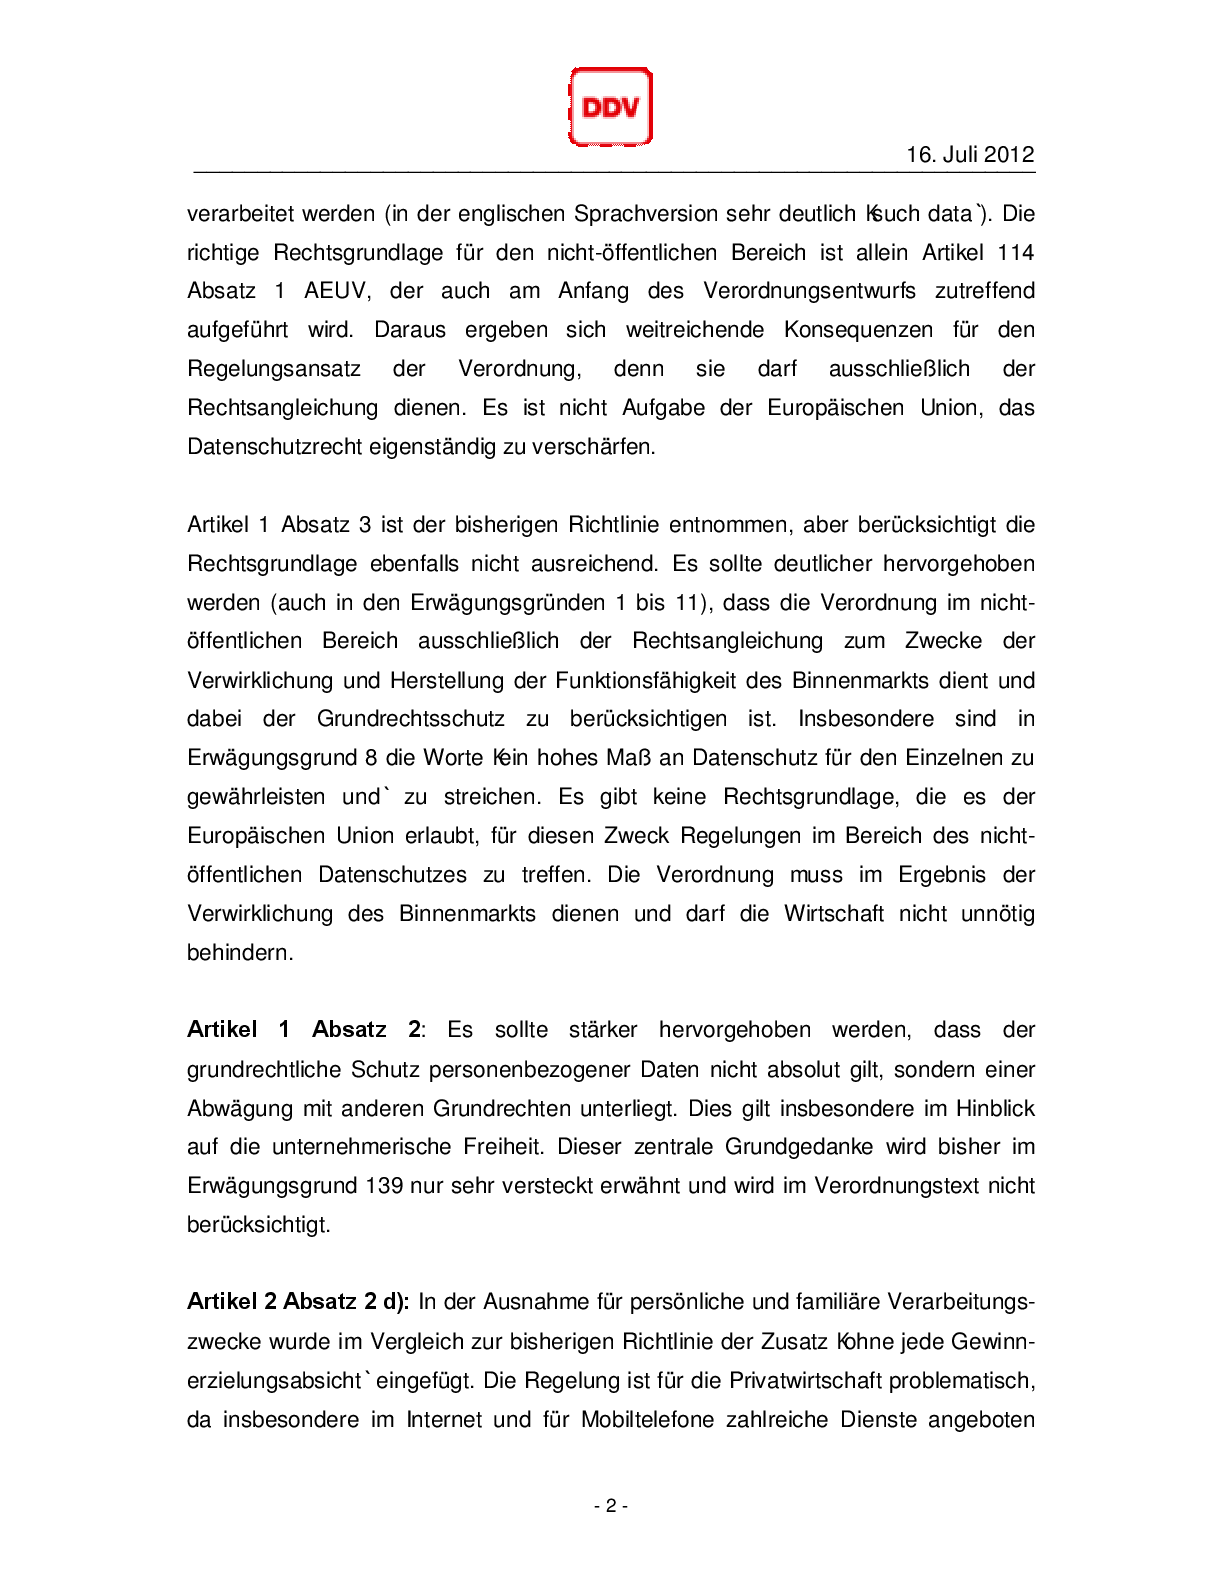 DDV
16. Juli 2012
verarbeitet werden (in der englischen Sprachversion sehr deutlich Ksuch data`). Die
richtige Rechtsgrundlage für den nicht-öffentlichen Bereich ist allein Artikel 114
Absatz 1 AEUV, der auch am Anfang des Verordnungsentwurfs zutreffend
aufgeführt wird. Daraus ergeben sich weitreichende Konsequenzen für den
Regelungsansatz der Verordnung, denn sie darf ausschließlich der
Rechtsangleichung dienen. Es ist nicht Aufgabe der Europäischen Union, das
Datenschutzrecht eigenständig zu verschärfen.
Artikel 1 Absatz 3 ist der bisherigen Richtlinie entnommen, aber berücksichtigt die
Rechtsgrundlage ebenfalls nicht ausreichend. Es sollte deutlicher hervorgehoben
werden (auch in den Erwägungsgründen 1 bis 11), dass die Verordnung im nicht-
öffentlichen Bereich ausschließlich der Rechtsangleichung zum Zwecke der
Verwirklichung und Herstellung der Funktionsfähigkeit des Binnenmarkts dient und
dabei der Grundrechtsschutz zu berücksichtigen ist. Insbesondere sind in
Erwägungsgrund 8 die Worte Kein hohes Maß an Datenschutz für den Einzelnen zu
gewährleisten und` zu streichen. Es gibt keine Rechtsgrundlage, die es der
Europäischen Union erlaubt, für diesen Zweck Regelungen im Bereich des nicht-
öffentlichen Datenschutzes zu treffen. Die Verordnung muss im Ergebnis der
Verwirklichung des Binnenmarkts dienen und darf die Wirtschaft nicht unnötig
behindern.
Artikel 1 Absatz 2: Es sollte stärker hervorgehoben werden, dass der
grundrechtliche Schutz personenbezogener Daten nicht absolut gilt, sondern einer
Abwägung mit anderen Grundrechten unterliegt. Dies gilt insbesondere im Hinblick
auf die unternehmerische Freiheit. Dieser zentrale Grundgedanke wird bisher im
Erwägungsgrund 139 nur sehr versteckt erwähnt und wird im Verordnungstext nicht
berücksichtigt.
Artikel 2 Absatz 2 d): In der Ausnahme für persönliche und familiäre Verarbeitungs-
zwecke wurde im Vergleich zur bisherigen Richtlinie der Zusatz Kohne jede Gewinn-
erzielungsabsicht` eingefügt. Die Regelung ist für die Privatwirtschaft problematisch,
da insbesondere im Internet und für Mobiltelefone zahlreiche Dienste angeboten
- 2 -